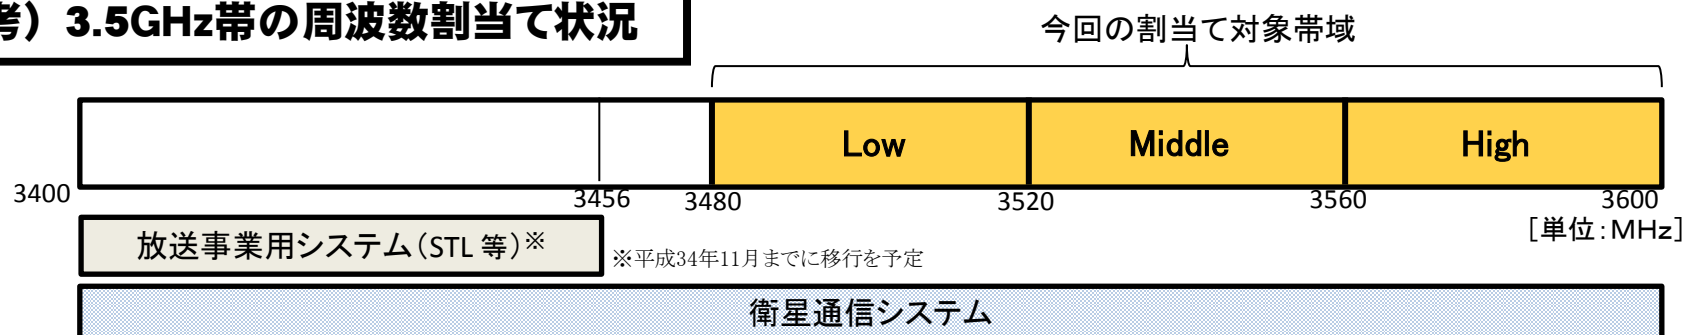 考）3.5GHz帯の周波数割当て状況
今回の割当て対象帯域
Low Middle High
3400 3456 3480 3520 3560 3600
［単位：MHz］
放送事業用システム（STL 等）※
※平成34年11月までに移行を予定
衛星通信システム